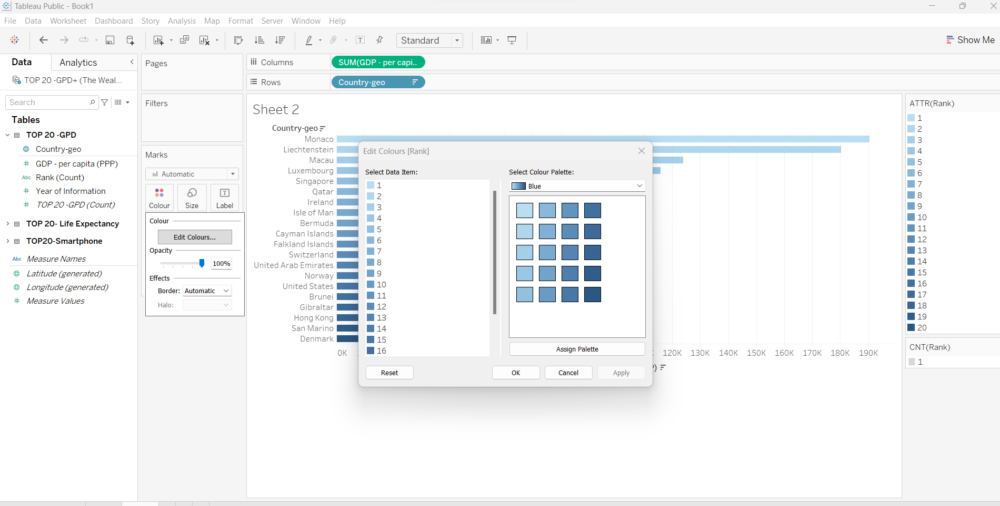 Tableau Public - Book1
File Data Worksheet Dashboard Story Analysis Map Format Server Window Help
Standard
Show Me
Data Analytics
TOP 20 -GPD+ (The Weal...
Search
Tables
TOP 20 -GPD
Country-geo
GDP - per capita (PPP)
Abc Rank (Count)
Year of Information
TOP 20 -GPD (Count)
TOP 20- Life Expectancy
TOP20-Smartphone
Abc Measure Names
Latitude (generated)
Longitude (generated)
Measure Values
Pages
Filters
Marks
Automatic
Colour Size Label
Colour
Edit Colours...
Opacity
100%
Effects
Border: Automatic
Halo:
Columns SUM(GDP - per capi..
Rows Country-geo
Sheet 2
Country-geo
Monaco
Liechtenstein
Macau
Luxembourg
Singapore
Qatar
Ireland
Isle of Man
Bermuda
Cayman Islands
Falkland Islands
Switzerland
United Arab Emirates
Norway
United States
Brunei
Gibraltar
Hong Kong
San Marino
Denmark
0K 120K 130K 140K 150K 160K 170K 180K 190K
Edit Colours [Rank]
Select Data Item:
1
2
3
4
5
6
7
8
9
10
11
12
13
14
15
16
Select Colour Palette:
Blue
Assign Palette
Reset OK Cancel Apply
ATTR(Rank)
1
2
3
4
5
6
7
8
9
10
11
12
13
14
15
16
17
18
19
20
CNT(Rank)
1